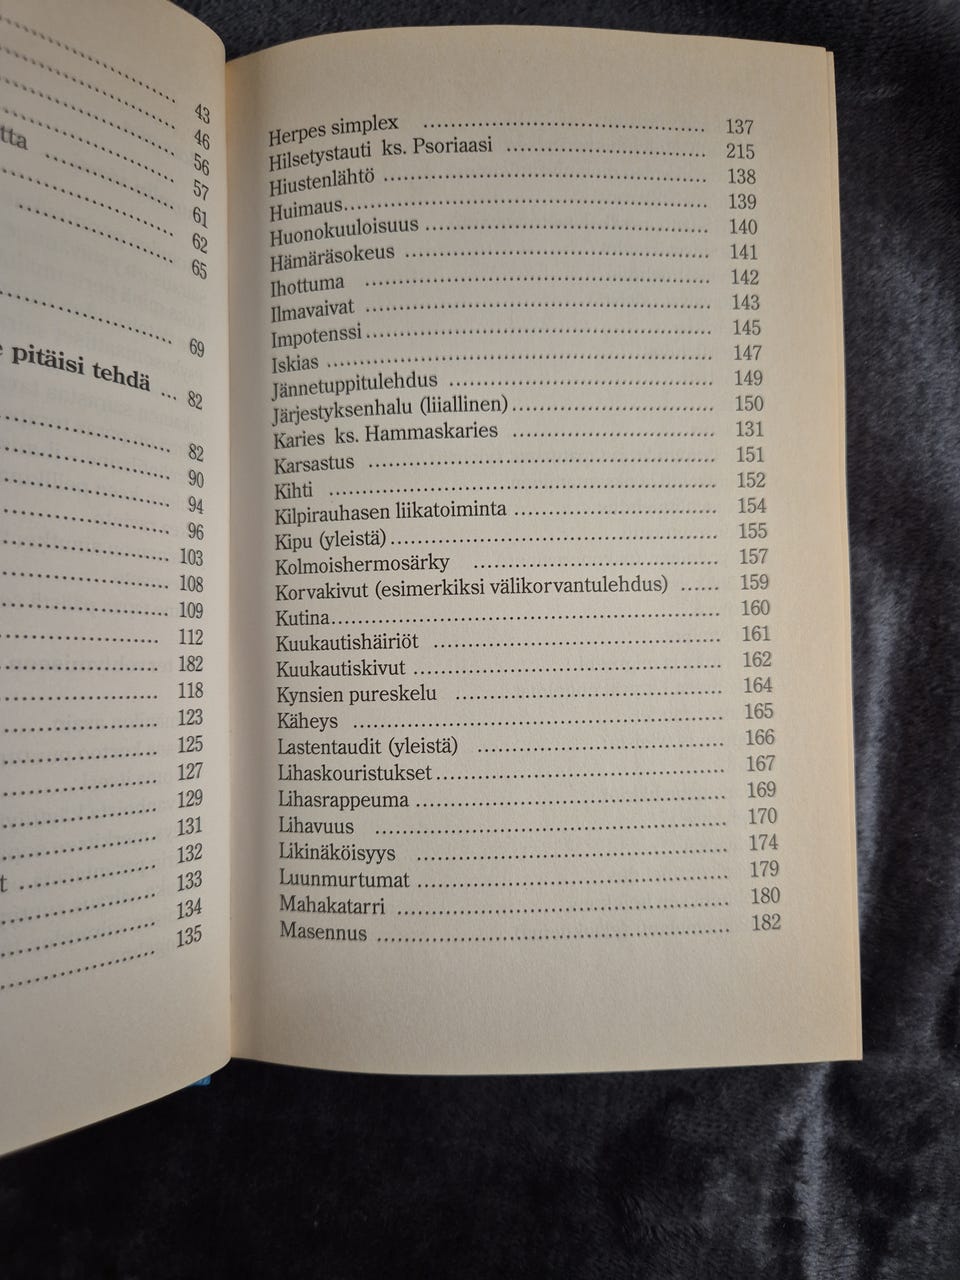 43
46
56
tta 57
61
62
65
69
pitäisi tehdä ... 82
82
90
94
96
103
108
109
112
182
118
123
125
127
129
131
t 132
133
134
135
Herpes simplex 137
Hilsetystauti ks. Psoriaasi 215
Hiustenlähtö 138
Huimaus 139
Huonokuuloisuus 140
Hämäräsokeus 141
Ihottuma 142
Ilmavaivat 143
Impotenssi 145
Iskias 147
Jännetuppitulehdus 149
Järjestyksenhalu (liiallinen) 150
Karies ks. Hammaskaries 131
Karsastus 151
Kihti 152
Kilpirauhasen liikatoiminta 154
Kipu (yleistä) 155
Kolmoishermosärky 157
Korvakivut (esimerkiksi välikorvantulehdus) 159
Kutina 160
Kuukautishäiriöt 161
Kuukautiskivut 162
Kynsien pureskelu 164
Käheys 165
Lastentaudit (yleistä) 166
Lihaskouristukset 167
Lihasrappeuma 169
Lihavuus 170
Likinäköisyys 174
Luunmurtumat 179
Mahakatarri 180
Masennus 182